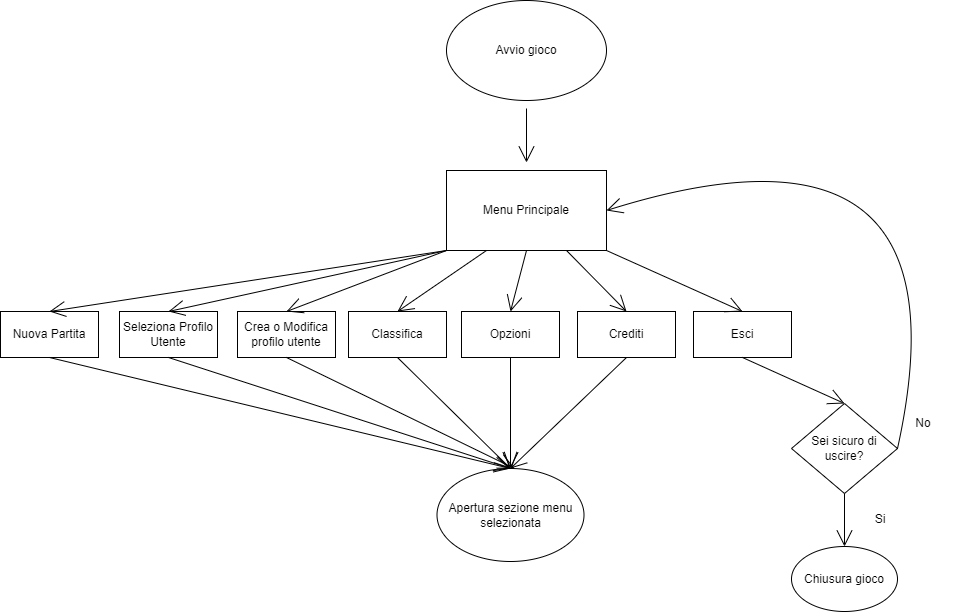 Avvio gioco
Menu Principale
Nuova Partita
Seleziona Profilo
Utente
Crea o Modifica
profilo utente
Classifica
Opzioni
Crediti
Esci
Sei sicuro di
uscire?
No
Si
Apertura sezione menu
selezionata
Chiusura gioco